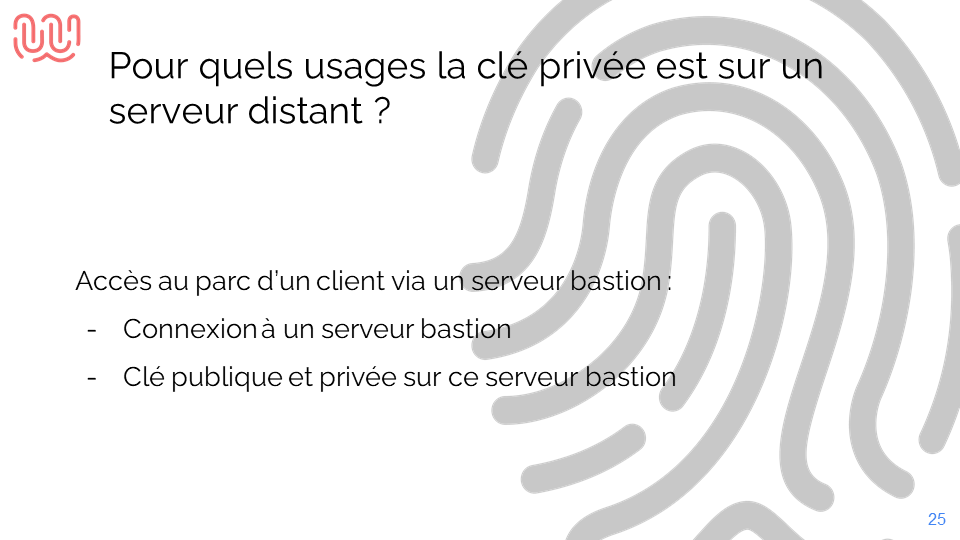 Pour quels usages la clé privée est sur un
serveur distant ?
Accès au parc d’un client via un serveur bastion :
- Connexion à un serveur bastion
- Clé publique et privée sur ce serveur bastion
25